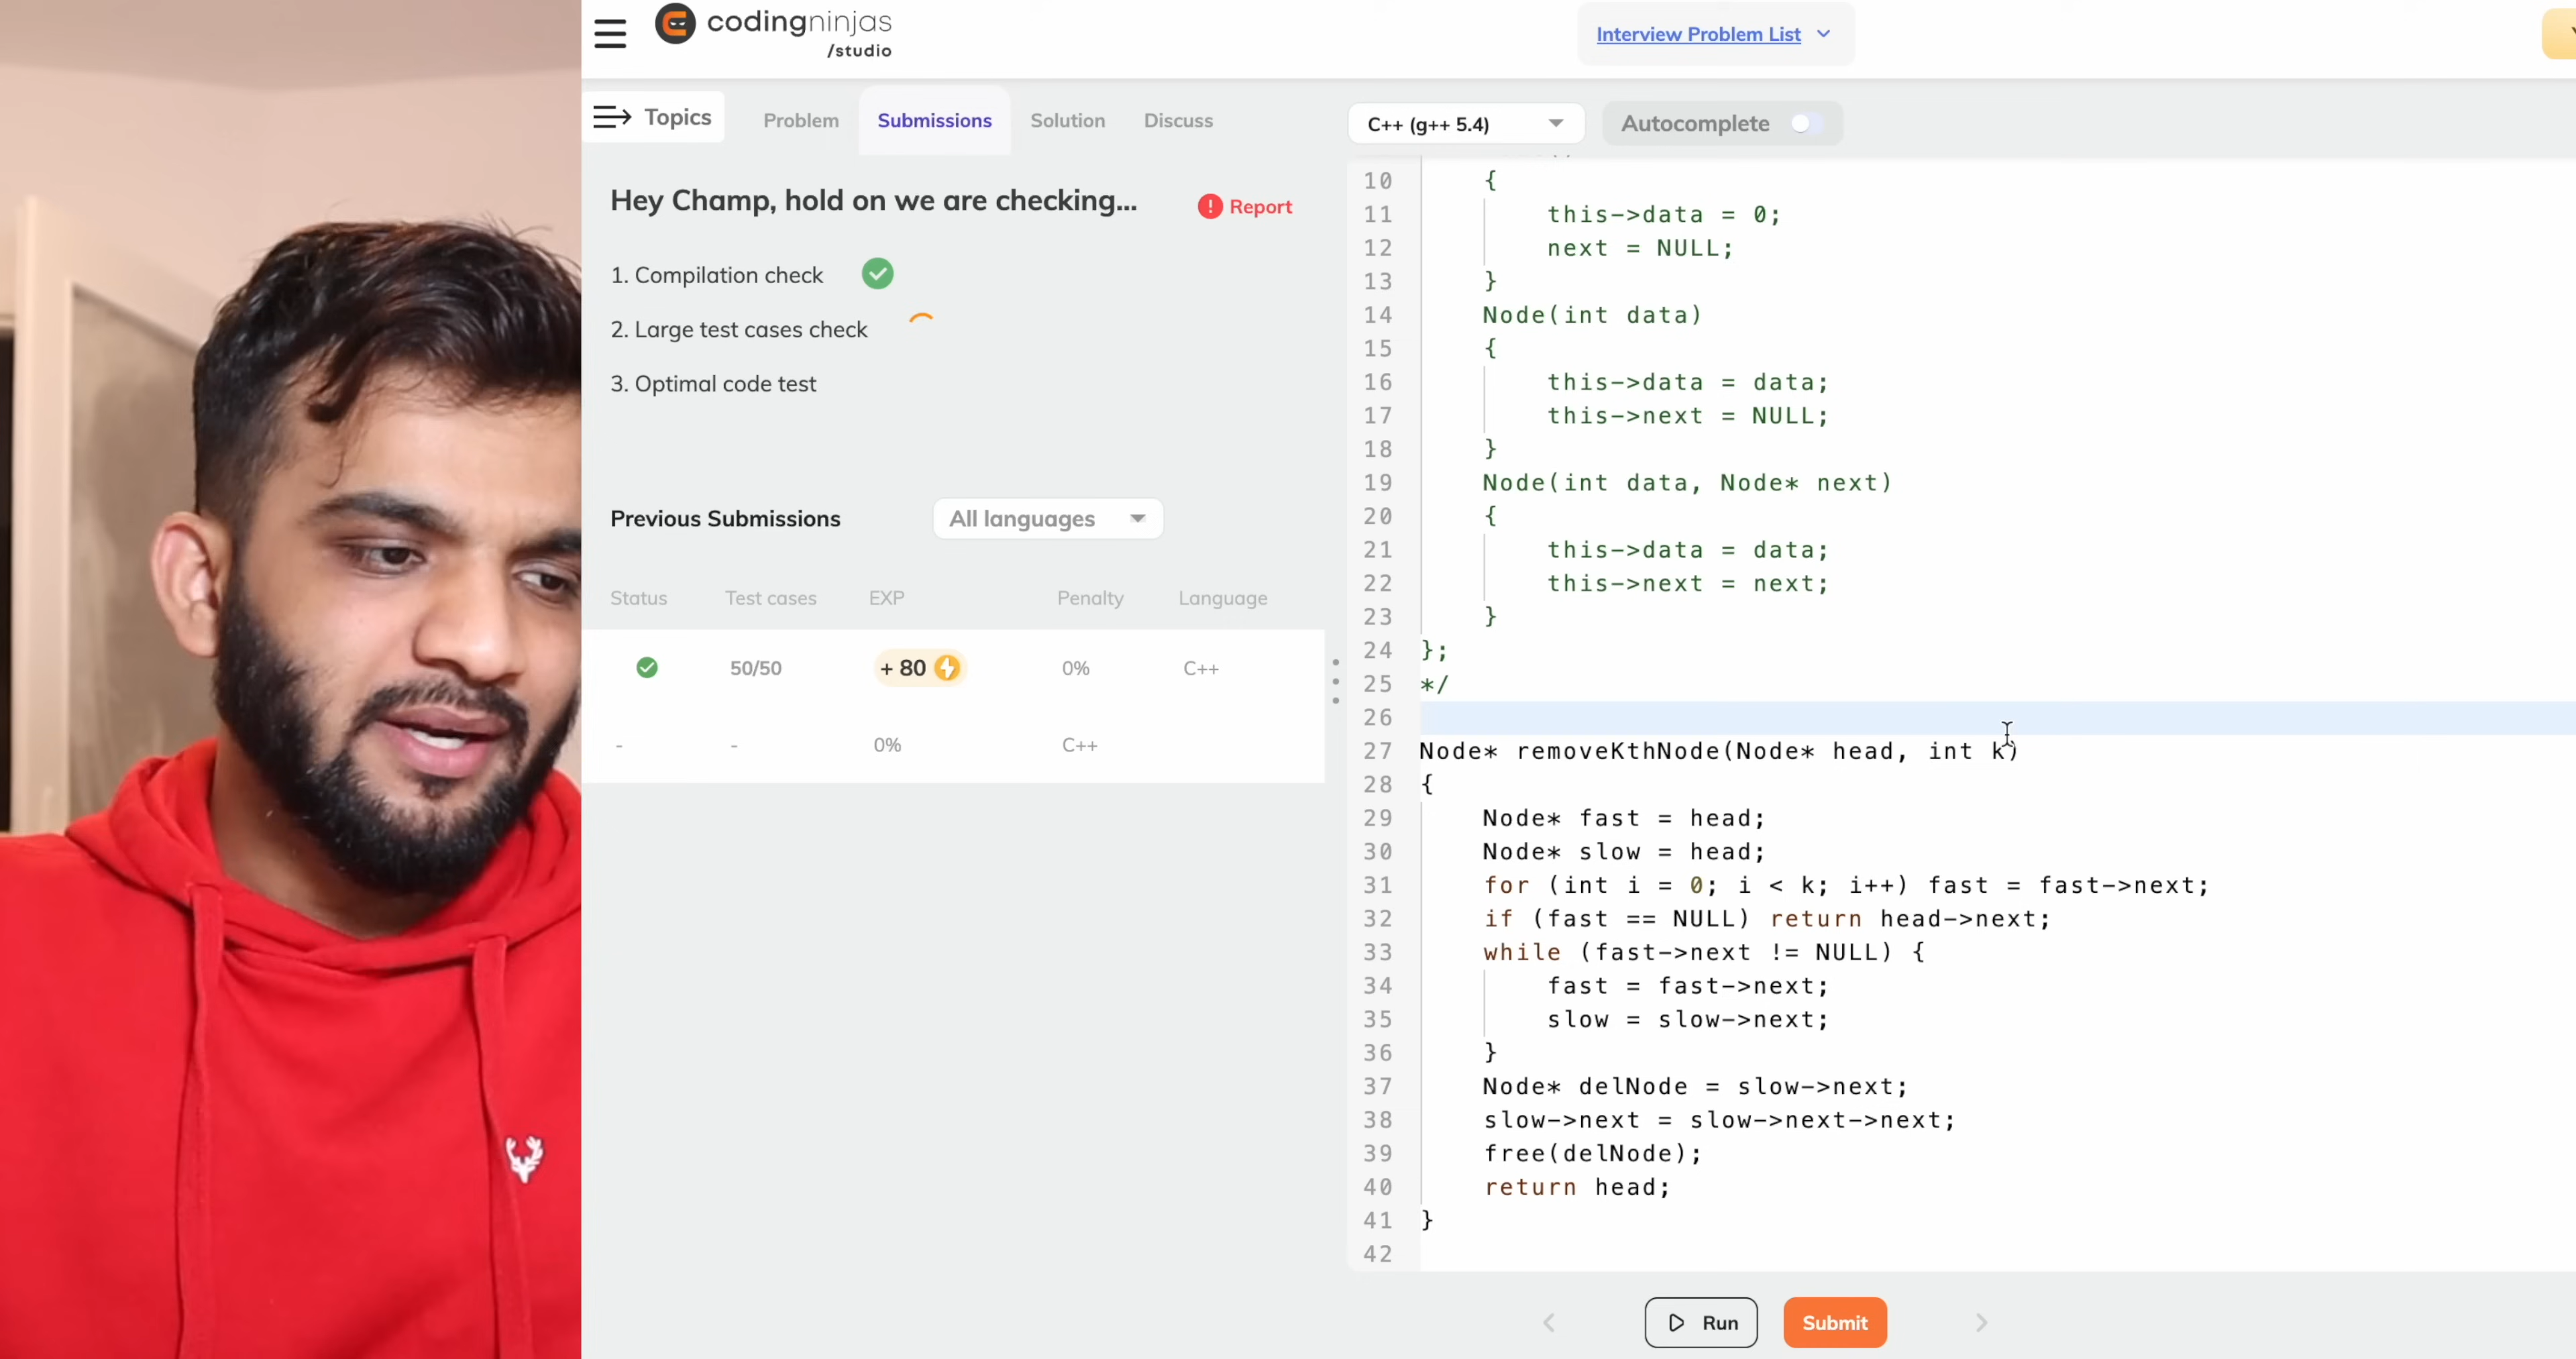 codingninjas
/studio
Interview Problem List
Topics
Problem
Submissions
Solution
Discuss
C++ (g++ 5.4)
Autocomplete
Hey Champ, hold on we are checking...
Report
1. Compilation check
2. Large test cases check
3. Optimal code test
Previous Submissions
All languages
Status Test cases EXP Penalty Language
50/50 + 80 0% C++
- - 0% C++
10 {
11 this->data = 0;
12 next = NULL;
13 }
14 Node(int data)
15 {
16 this->data = data;
17 this->next = NULL;
18 }
19 Node(int data, Node* next)
20 {
21 this->data = data;
22 this->next = next;
23 }
24 };
25 */
26
27 Node* removeKthNode(Node* head, int k)
28 {
29 Node* fast = head;
30 Node* slow = head;
31 for (int i = 0; i < k; i++) fast = fast->next;
32 if (fast == NULL) return head->next;
33 while (fast->next != NULL) {
34 fast = fast->next;
35 slow = slow->next;
36 }
37 Node* delNode = slow->next;
38 slow->next = slow->next->next;
39 free(delNode);
40 return head;
41 }
42
Run
Submit